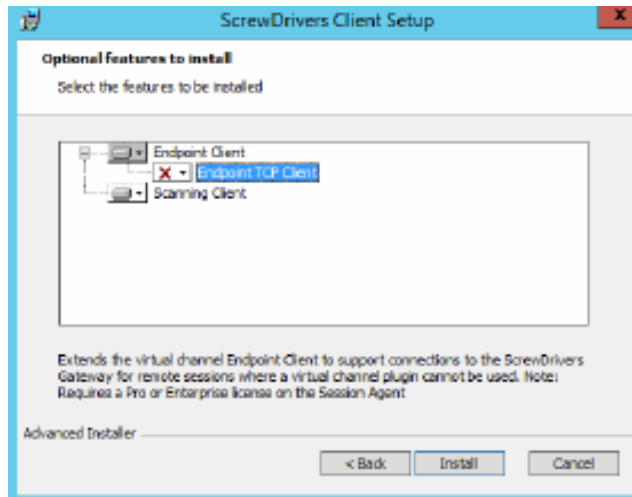 ScrewDrivers Client Setup
x
Optional features to install
Select the features to be installed
Endpoint Client
Endpoint TCP Client
Scanning Client
Extends the virtual channel Endpoint Client to support connections to the ScrewDrivers
Gateway for remote sessions where a virtual channel plugin cannot be used. Note:
Requires a Pro or Enterprise license on the Session Agent
Advanced Installer
< Back Install Cancel